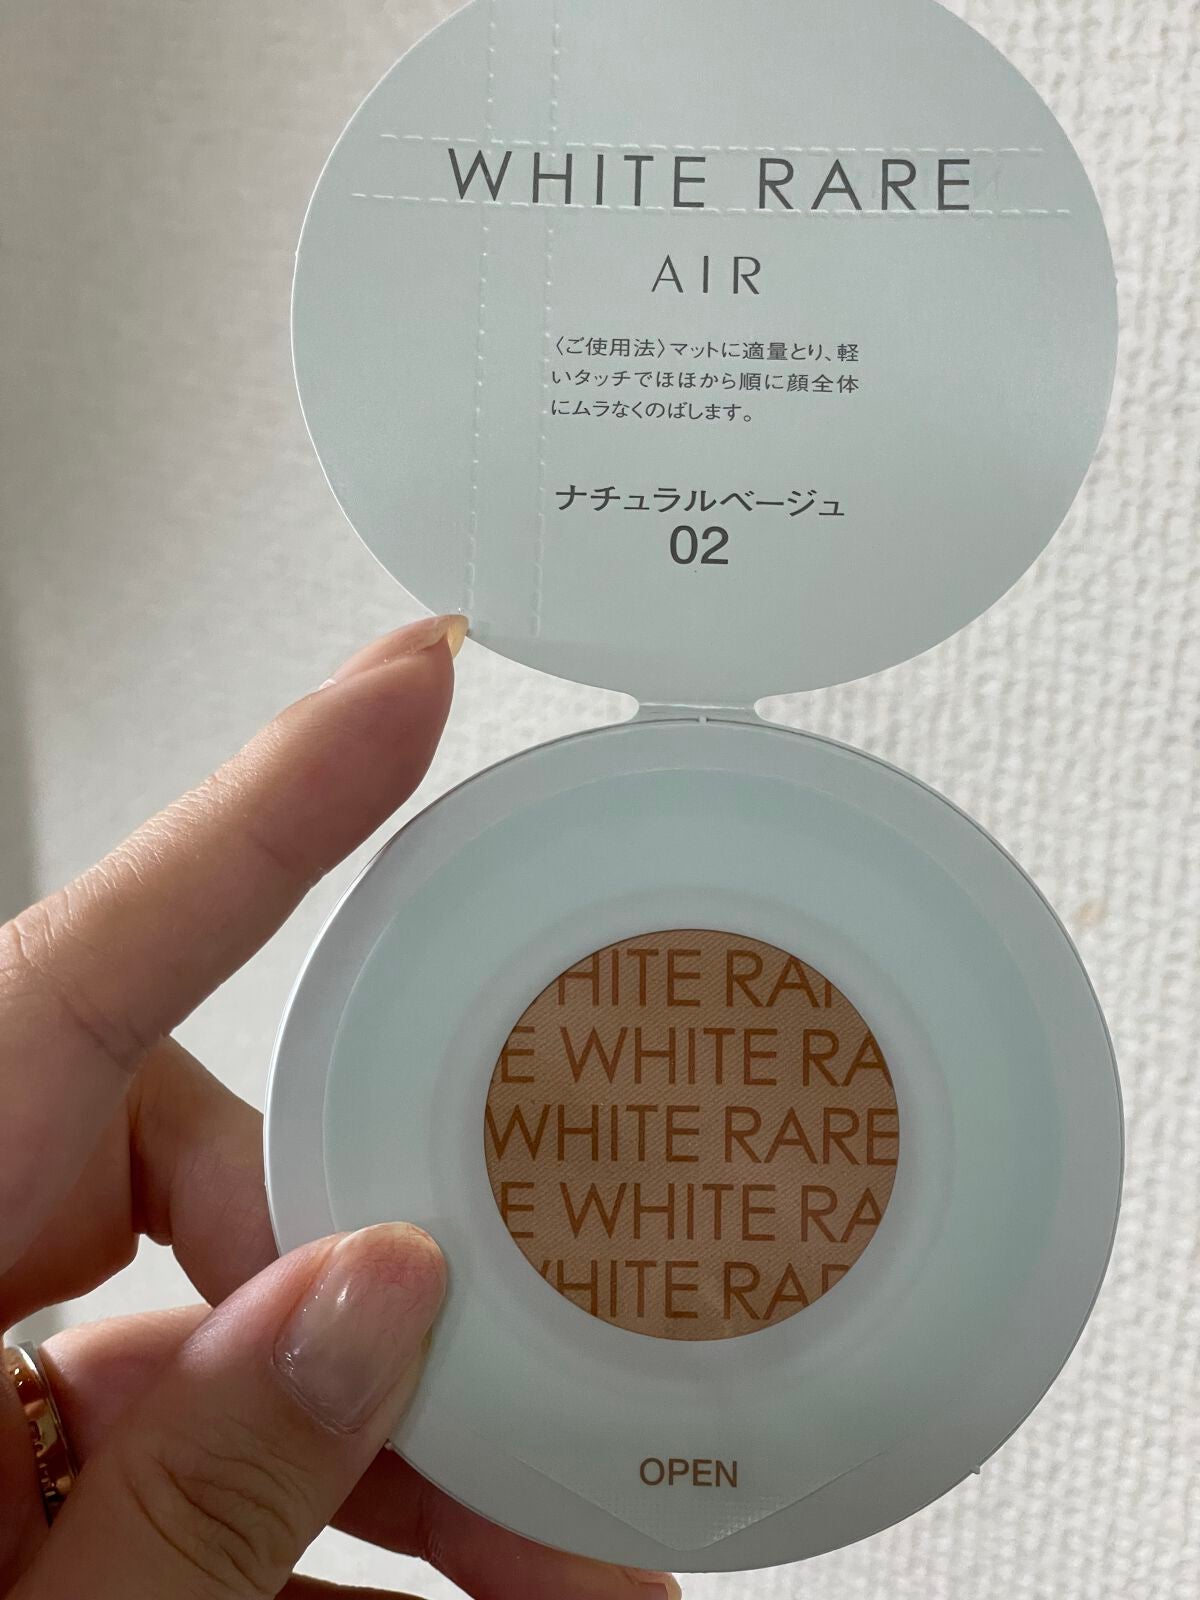 WHITE RARE
AIR
〈ご使用法〉マットに適量とり、軽
いタッチでほほから順に顔全体
にムラなくのばします。
ナチュラルベージュ
02
HITE RAR
E WHITE RA
WHITE RARE
E WHITE RA
WHITE RAR
OPEN